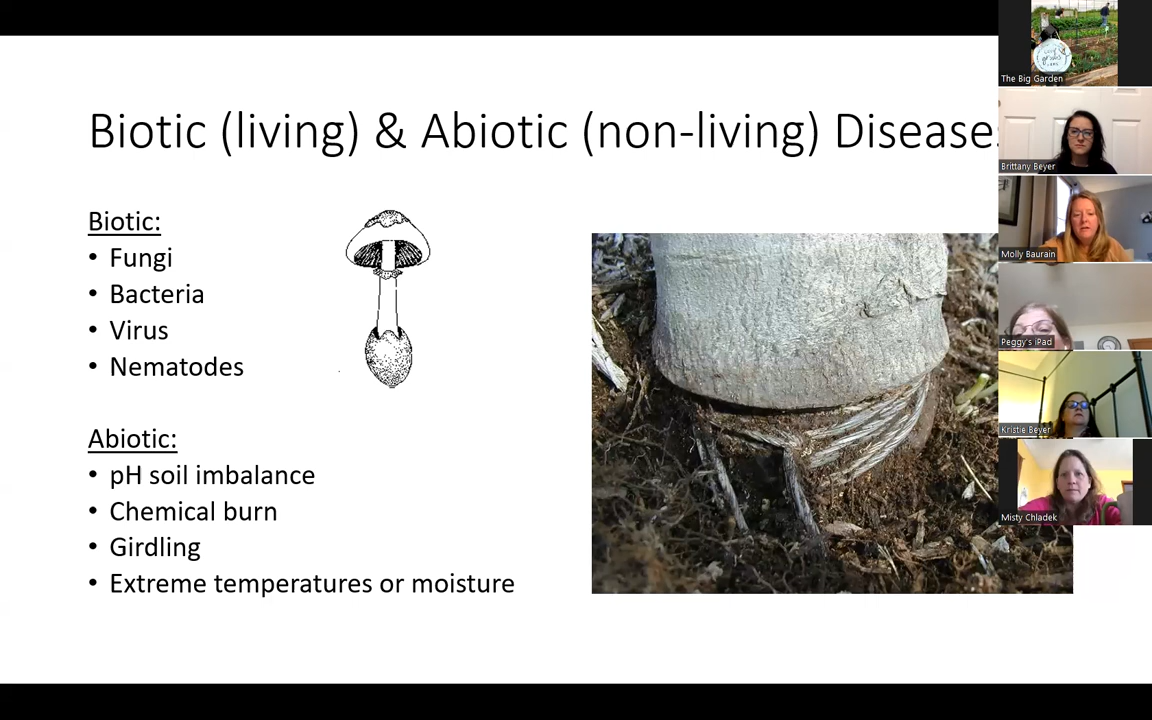 Biotic (living) & Abiotic (non-living) Disease
Biotic:
• Fungi
• Bacteria
• Virus
• Nematodes
Abiotic:
• pH soil imbalance
• Chemical burn
• Girdling
• Extreme temperatures or moisture
The Big Garden
Brittany Beyer
Molly Baurain
Peggy's iPad
Kristie Beyer
Misty Chladek